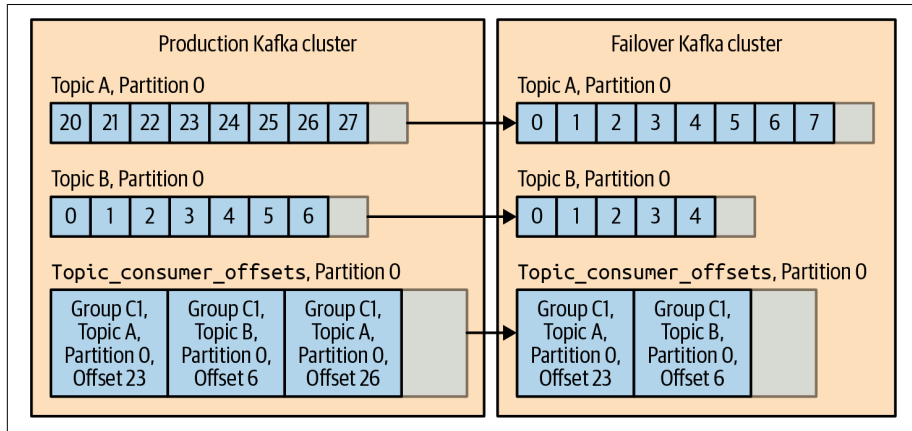 Production Kafka cluster
Topic A, Partition 0
20 21 22 23 24 25 26 27
Topic B, Partition 0
0 1 2 3 4 5 6
Topic_consumer_offsets, Partition 0
Group C1,
Topic A,
Partition 0,
Offset 23
Group C1,
Topic B,
Partition 0,
Offset 6
Group C1,
Topic A,
Partition 0,
Offset 26
Failover Kafka cluster
Topic A, Partition 0
0 1 2 3 4 5 6 7
Topic B, Partition 0
0 1 2 3 4
Topic_consumer_offsets, Partition 0
Group C1,
Topic A,
Partition 0,
Offset 23
Group C1,
Topic B,
Partition 0,
Offset 6